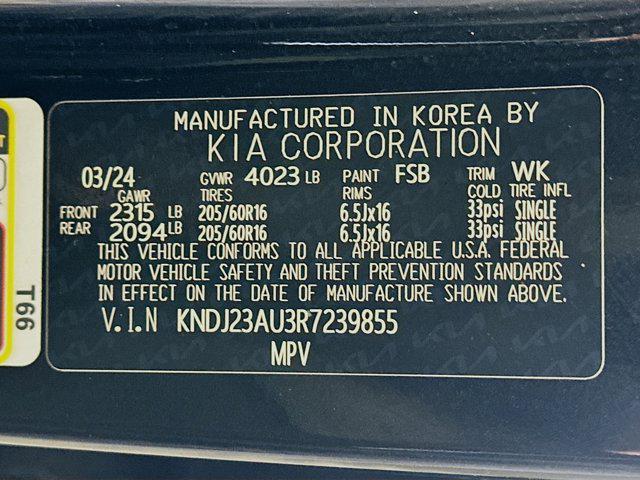 MANUFACTURED IN KOREA BY
KIA CORPORATION
03/24 GVWR 4023 LB PAINT FSB TRIM WK
GAWR TIRES RIMS COLD TIRE INFL
FRONT 2315 LB 205/60R16 6.5Jx16 33psi SINGLE
REAR 2094 LB 205/60R16 6.5Jx16 33psi SINGLE
THIS VEHICLE CONFORMS TO ALL APPLICABLE U.S.A. FEDERAL
MOTOR VEHICLE SAFETY AND THEFT PREVENTION STANDARDS
IN EFFECT ON THE DATE OF MANUFACTURE SHOWN ABOVE.
V.I.N KNDJ23AU3R7239855
MPV
T66